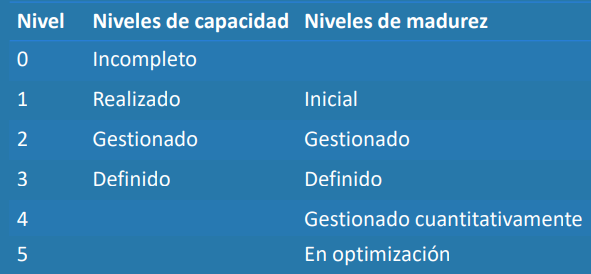 Nivel Niveles de capacidad Niveles de madurez
0 Incompleto
1 Realizado Inicial
2 Gestionado Gestionado
3 Definido Definido
4 Gestionado cuantitativamente
5 En optimización